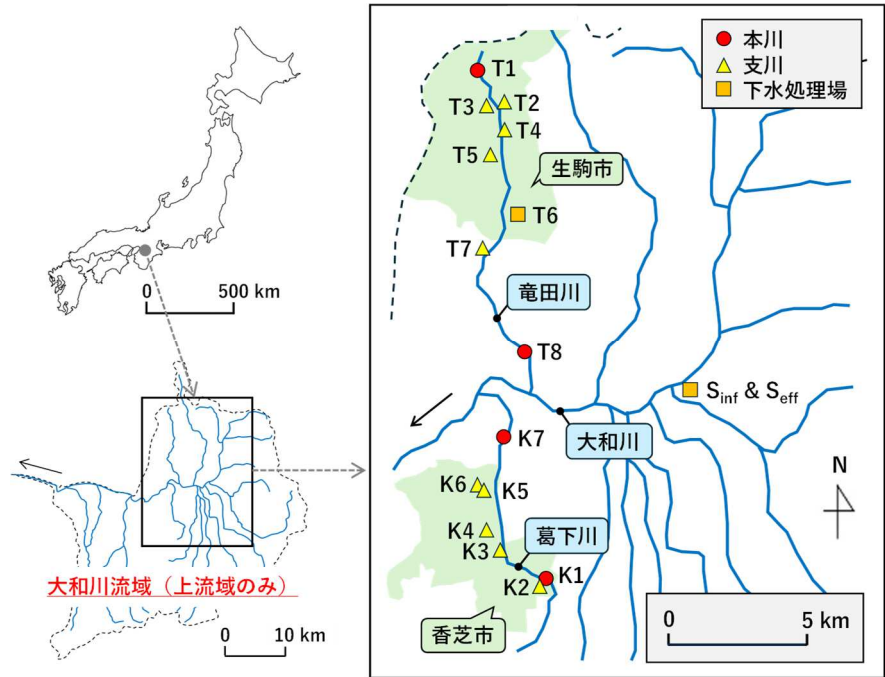 0
500 km
大和川流域（上流域のみ）
0
10 km
本川
支川
下水処理場
T1
T2
T3
T4
T5
生駒市
T6
T7
竜田川
T8
S_inf & S_eff
大和川
K7
N
K6
K5
K4
K3
葛下川
K1
K2
香芝市
0
5 km